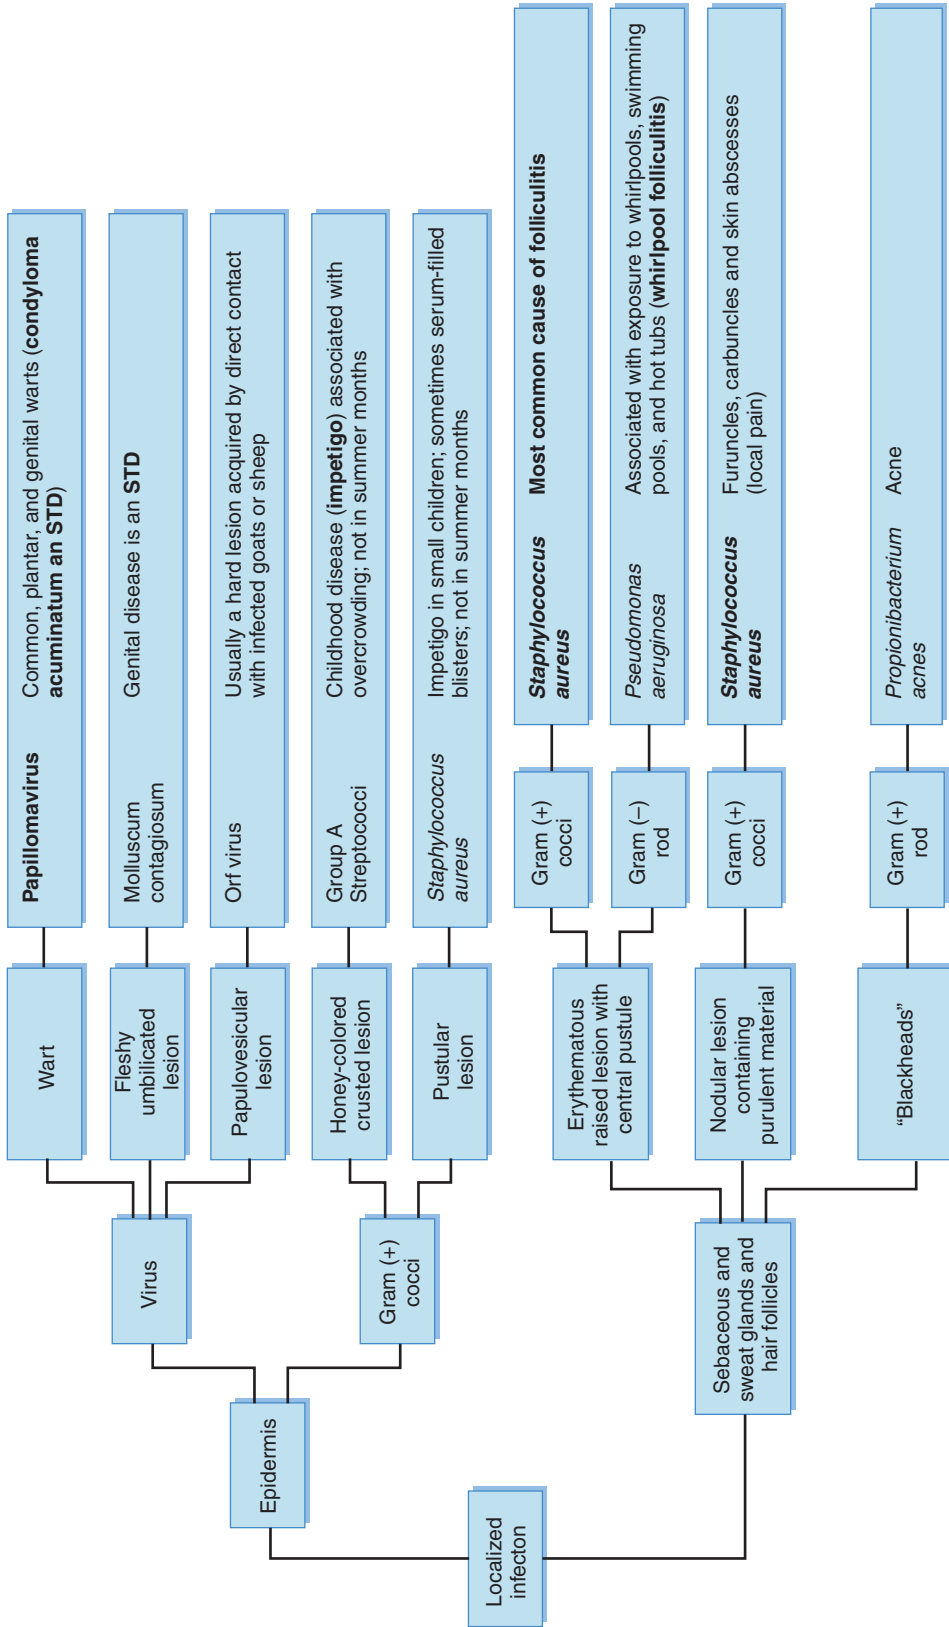 Localized
infecton
Epidermis
Virus
Wart
Papillomavirus
Common, plantar, and genital warts (condyloma
acuminatum an STD)
Fleshy
umbilicated
lesion
Molluscum
contagiosum
Genital disease is an STD
Papulovesicular
lesion
Orf virus
Usually a hard lesion acquired by direct contact
with infected goats or sheep
Gram (+)
cocci
Honey-colored
crusted lesion
Group A
Streptococci
Childhood disease (impetigo) associated with
overcrowding; not in summer months
Pustular
lesion
Staphylococcus
aureus
Impetigo in small children; sometimes serum-filled
blisters; not in summer months
Sebaceous and
sweat glands and
hair follicles
Erythematous
raised lesion with
central pustule
Gram (+)
cocci
Staphylococcus
aureus
Most common cause of folliculitis
Gram (–)
rod
Pseudomonas
aeruginosa
Associated with exposure to whirlpools, swimming
pools, and hot tubs (whirlpool folliculitis)
Nodular lesion
containing
purulent material
Gram (+)
cocci
Staphylococcus
aureus
Furuncles, carbuncles and skin abscesses
(local pain)
“Blackheads”
Gram (+)
rod
Propionibacterium
acnes
Acne